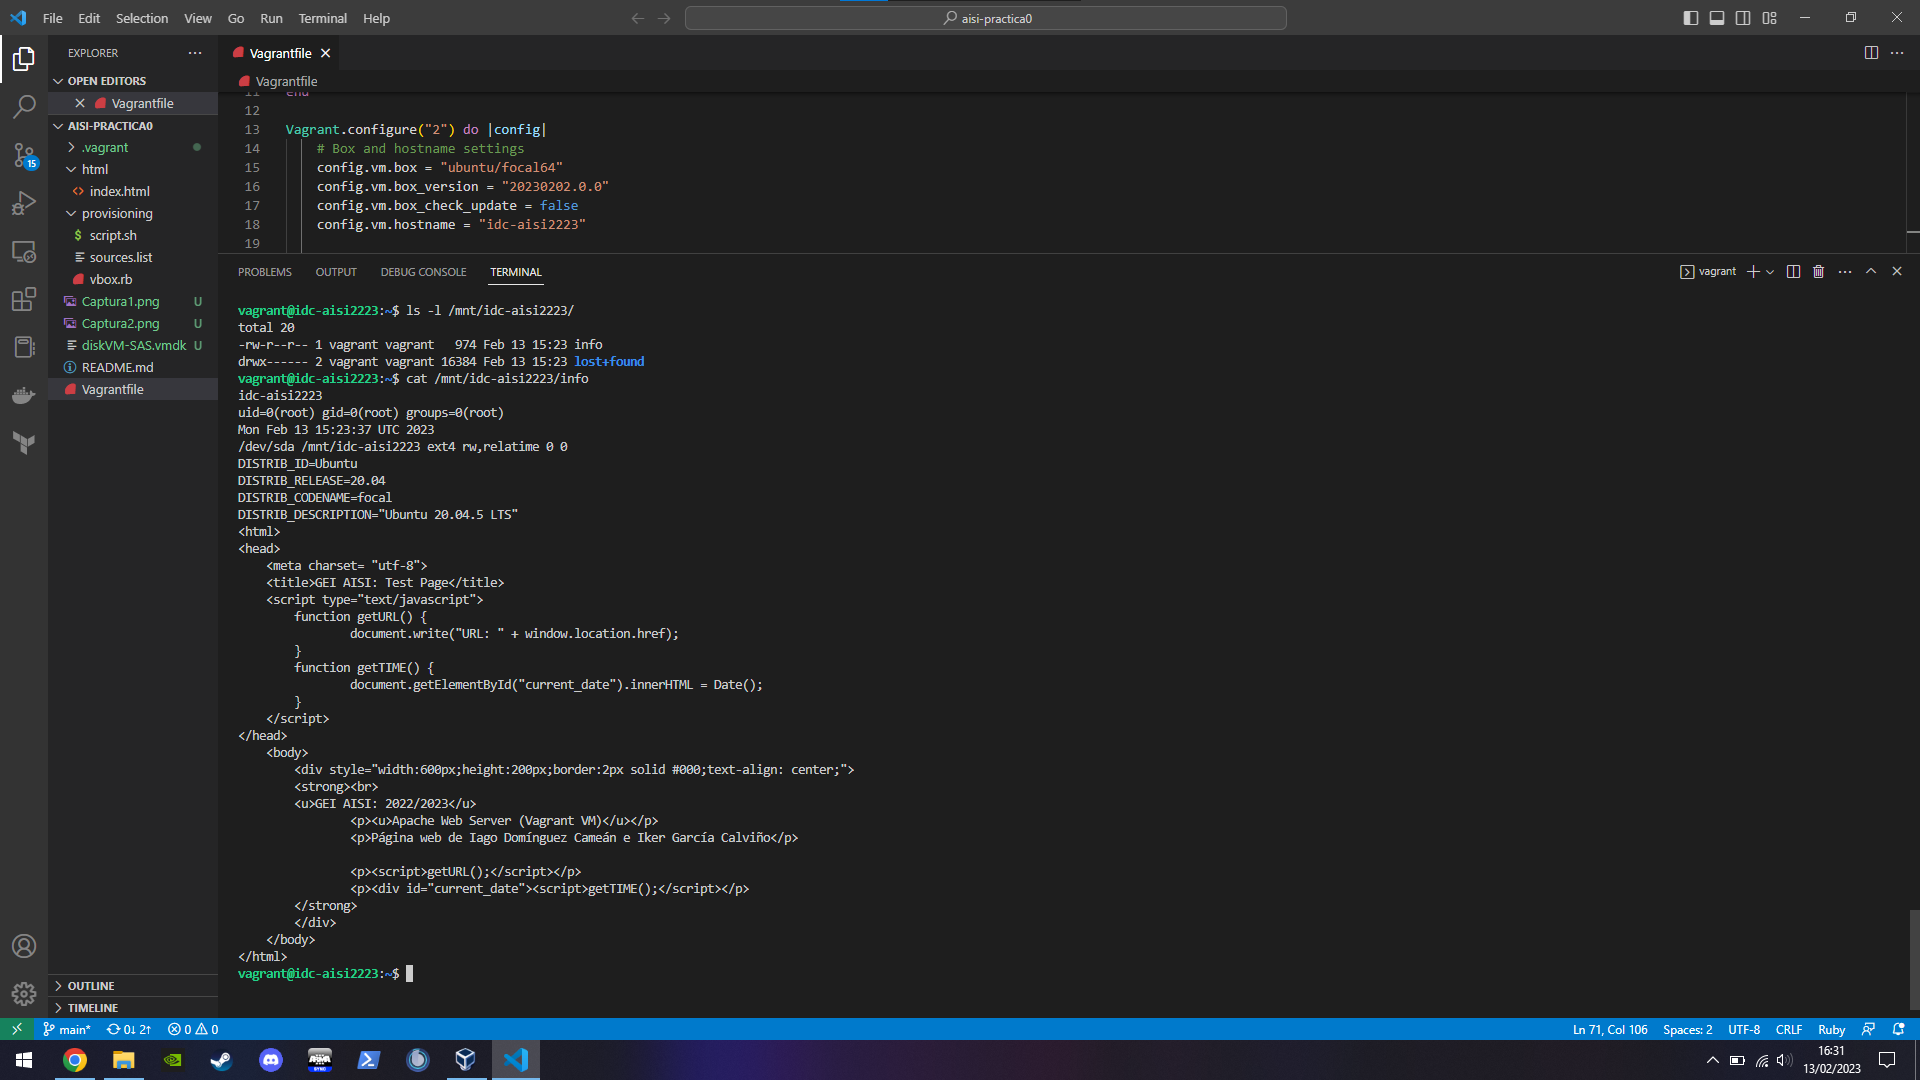 File Edit Selection View Go Run Terminal Help
aisi-practica0
EXPLORER
OPEN EDITORS
Vagrantfile
AISI-PRACTICA0
.vagrant
html
index.html
provisioning
script.sh
sources.list
vbox.rb
Captura1.png U
Captura2.png U
diskVM-SAS.vmdk U
README.md
Vagrantfile
OUTLINE
TIMELINE
15
Vagrantfile
Vagrantfile
11 end
12
13 Vagrant.configure("2") do |config|
14 # Box and hostname settings
15 config.vm.box = "ubuntu/focal64"
16 config.vm.box_version = "20230202.0.0"
17 config.vm.box_check_update = false
18 config.vm.hostname = "idc-aisi2223"
19
PROBLEMS OUTPUT DEBUG CONSOLE TERMINAL
vagrant
vagrant@idc-aisi2223:~$ ls -l /mnt/idc-aisi2223/
total 20
-rw-r--r-- 1 vagrant vagrant   974 Feb 13 15:23 info
drwx------ 2 vagrant vagrant 16384 Feb 13 15:23 lost+found
vagrant@idc-aisi2223:~$ cat /mnt/idc-aisi2223/info
idc-aisi2223
uid=0(root) gid=0(root) groups=0(root)
Mon Feb 13 15:23:37 UTC 2023
/dev/sda /mnt/idc-aisi2223 ext4 rw,relatime 0 0
DISTRIB_ID=Ubuntu
DISTRIB_RELEASE=20.04
DISTRIB_CODENAME=focal
DISTRIB_DESCRIPTION="Ubuntu 20.04.5 LTS"
<html>
<head>
<meta charset= "utf-8">
<title>GEI AISI: Test Page</title>
<script type="text/javascript">
function getURL() {
document.write("URL: " + window.location.href);
}
function getTIME() {
document.getElementById("current_date").innerHTML = Date();
}
</script>
</head>
<body>
<div style="width:600px;height:200px;border:2px solid #000;text-align: center;">
<strong><br>
<u>GEI AISI: 2022/2023</u>
<p><u>Apache Web Server (Vagrant VM)</u></p>
<p>Página web de Iago Domínguez Cameán e Iker García Calviño</p>
<p><script>getURL();</script></p>
<p><div id="current_date"><script>getTIME();</script></p>
</strong>
</div>
</body>
</html>
vagrant@idc-aisi2223:~$
main* 0↓ 2↑ 0 0
Ln 71, Col 106 Spaces: 2 UTF-8 CRLF Ruby
16:31
13/02/2023